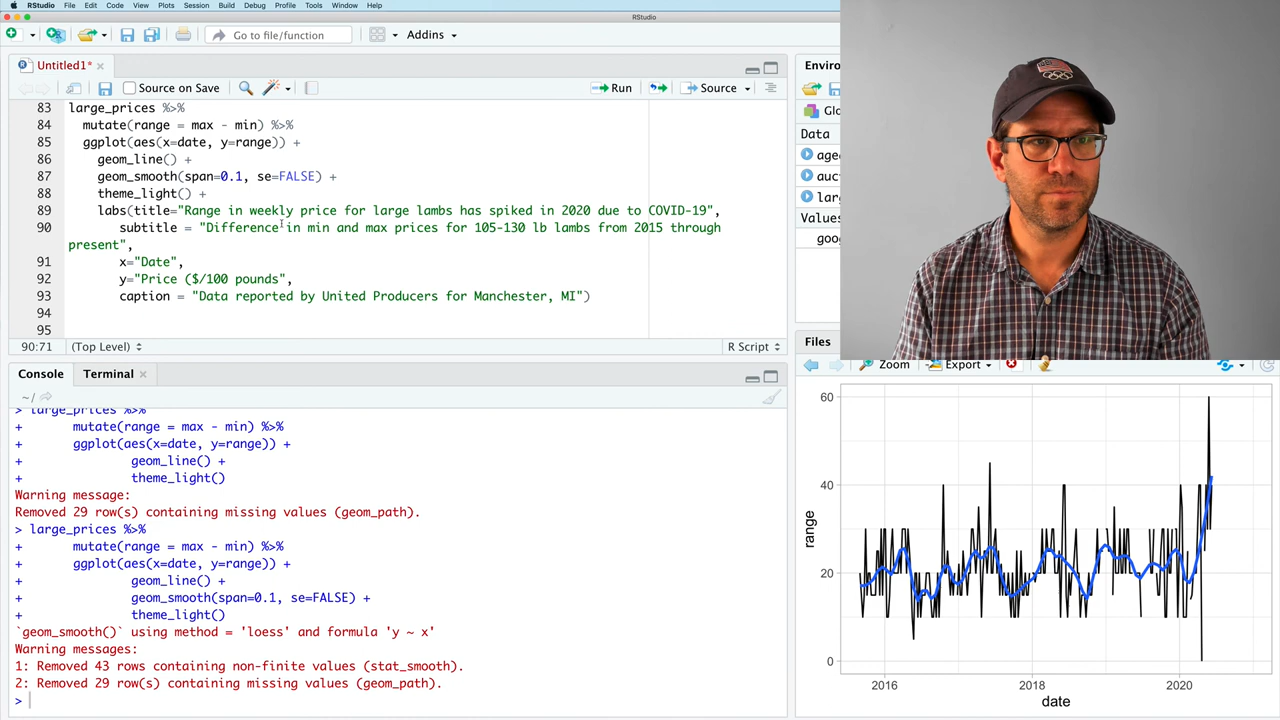 RStudio File Edit Code View Plots Session Build Debug Profile Tools Window Help
RStudio
Go to file/function Addins
Untitled1* ×
Source on Save Run Source
83 large_prices %>%
84 mutate(range = max - min) %>%
85 ggplot(aes(x=date, y=range)) +
86 geom_line() +
87 geom_smooth(span=0.1, se=FALSE) +
88 theme_light() +
89 labs(title="Range in weekly price for large lambs has spiked in 2020 due to COVID-19",
90 subtitle = "Difference in min and max prices for 105-130 lb lambs from 2015 through
present",
91 x="Date",
92 y="Price ($/100 pounds",
93 caption = "Data reported by United Producers for Manchester, MI")
94
95
90:71 (Top Level) R Script
Console Terminal ×
~/
> large_prices %>%
+ mutate(range = max - min) %>%
+ ggplot(aes(x=date, y=range)) +
+ geom_line() +
+ theme_light()
Warning message:
Removed 29 row(s) containing missing values (geom_path).
> large_prices %>%
+ mutate(range = max - min) %>%
+ ggplot(aes(x=date, y=range)) +
+ geom_line() +
+ geom_smooth(span=0.1, se=FALSE) +
+ theme_light()
`geom_smooth()` using method = 'loess' and formula 'y ~ x'
Warning messages:
1: Removed 43 rows containing non-finite values (stat_smooth).
2: Removed 29 row(s) containing missing values (geom_path).
>
Enviro
Glo
Data
aged
auc
lar
Values
goo
Files
Zoom Export
60
40
20
0
range
2016 2018 2020
date